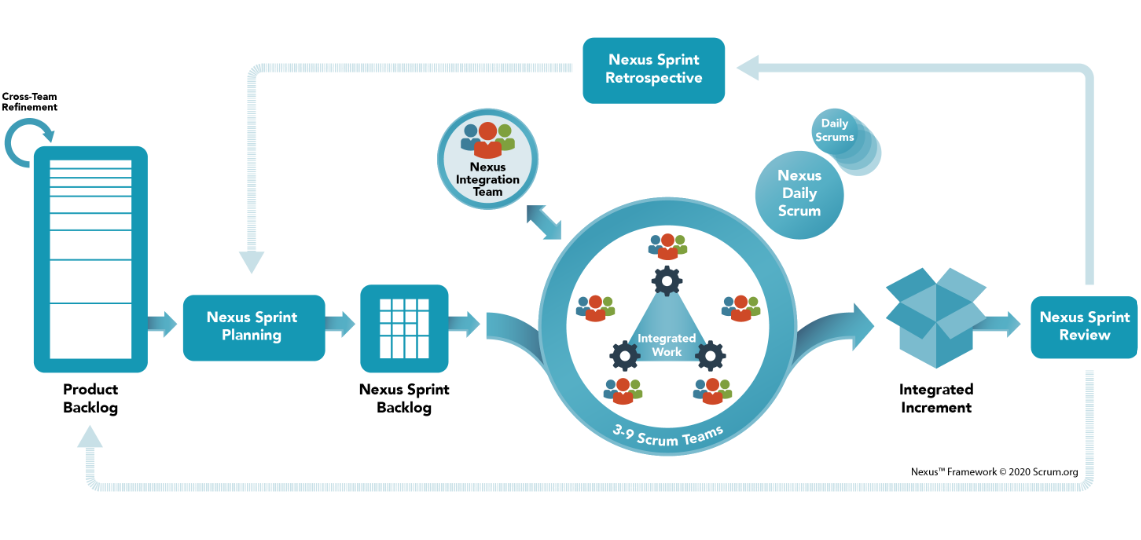 Nexus Sprint
Retrospective
Cross-Team
Refinement
Daily
Scrums
Nexus
Integration
Team
Nexus
Daily
Scrum
Nexus Sprint
Planning
Integrated
Work
Nexus Sprint
Review
Product
Backlog
Nexus Sprint
Backlog
Integrated
Increment
3-9 Scrum Teams
Nexus™ Framework © 2020 Scrum.org